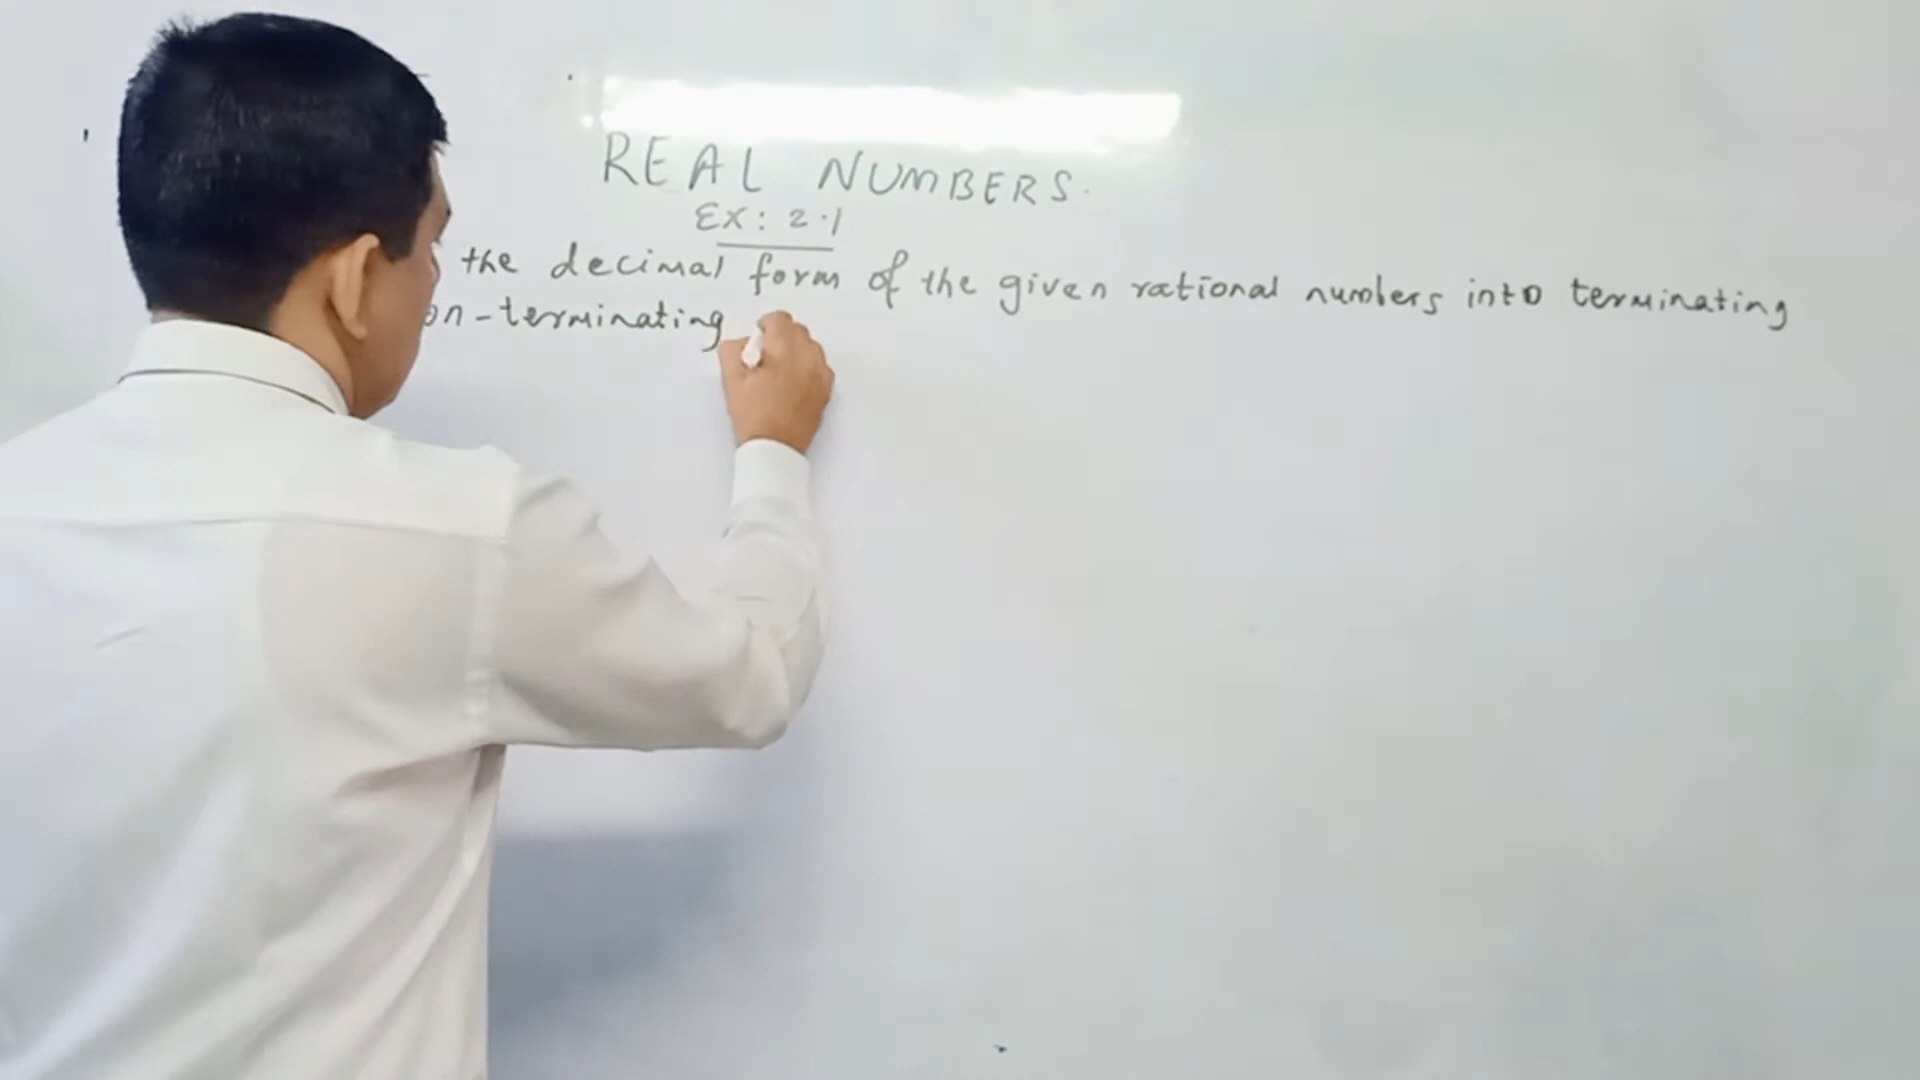 REAL NUMBERS.
Ex: 2.1
the decimal form of the given rational numbers into terminating
on-terminating